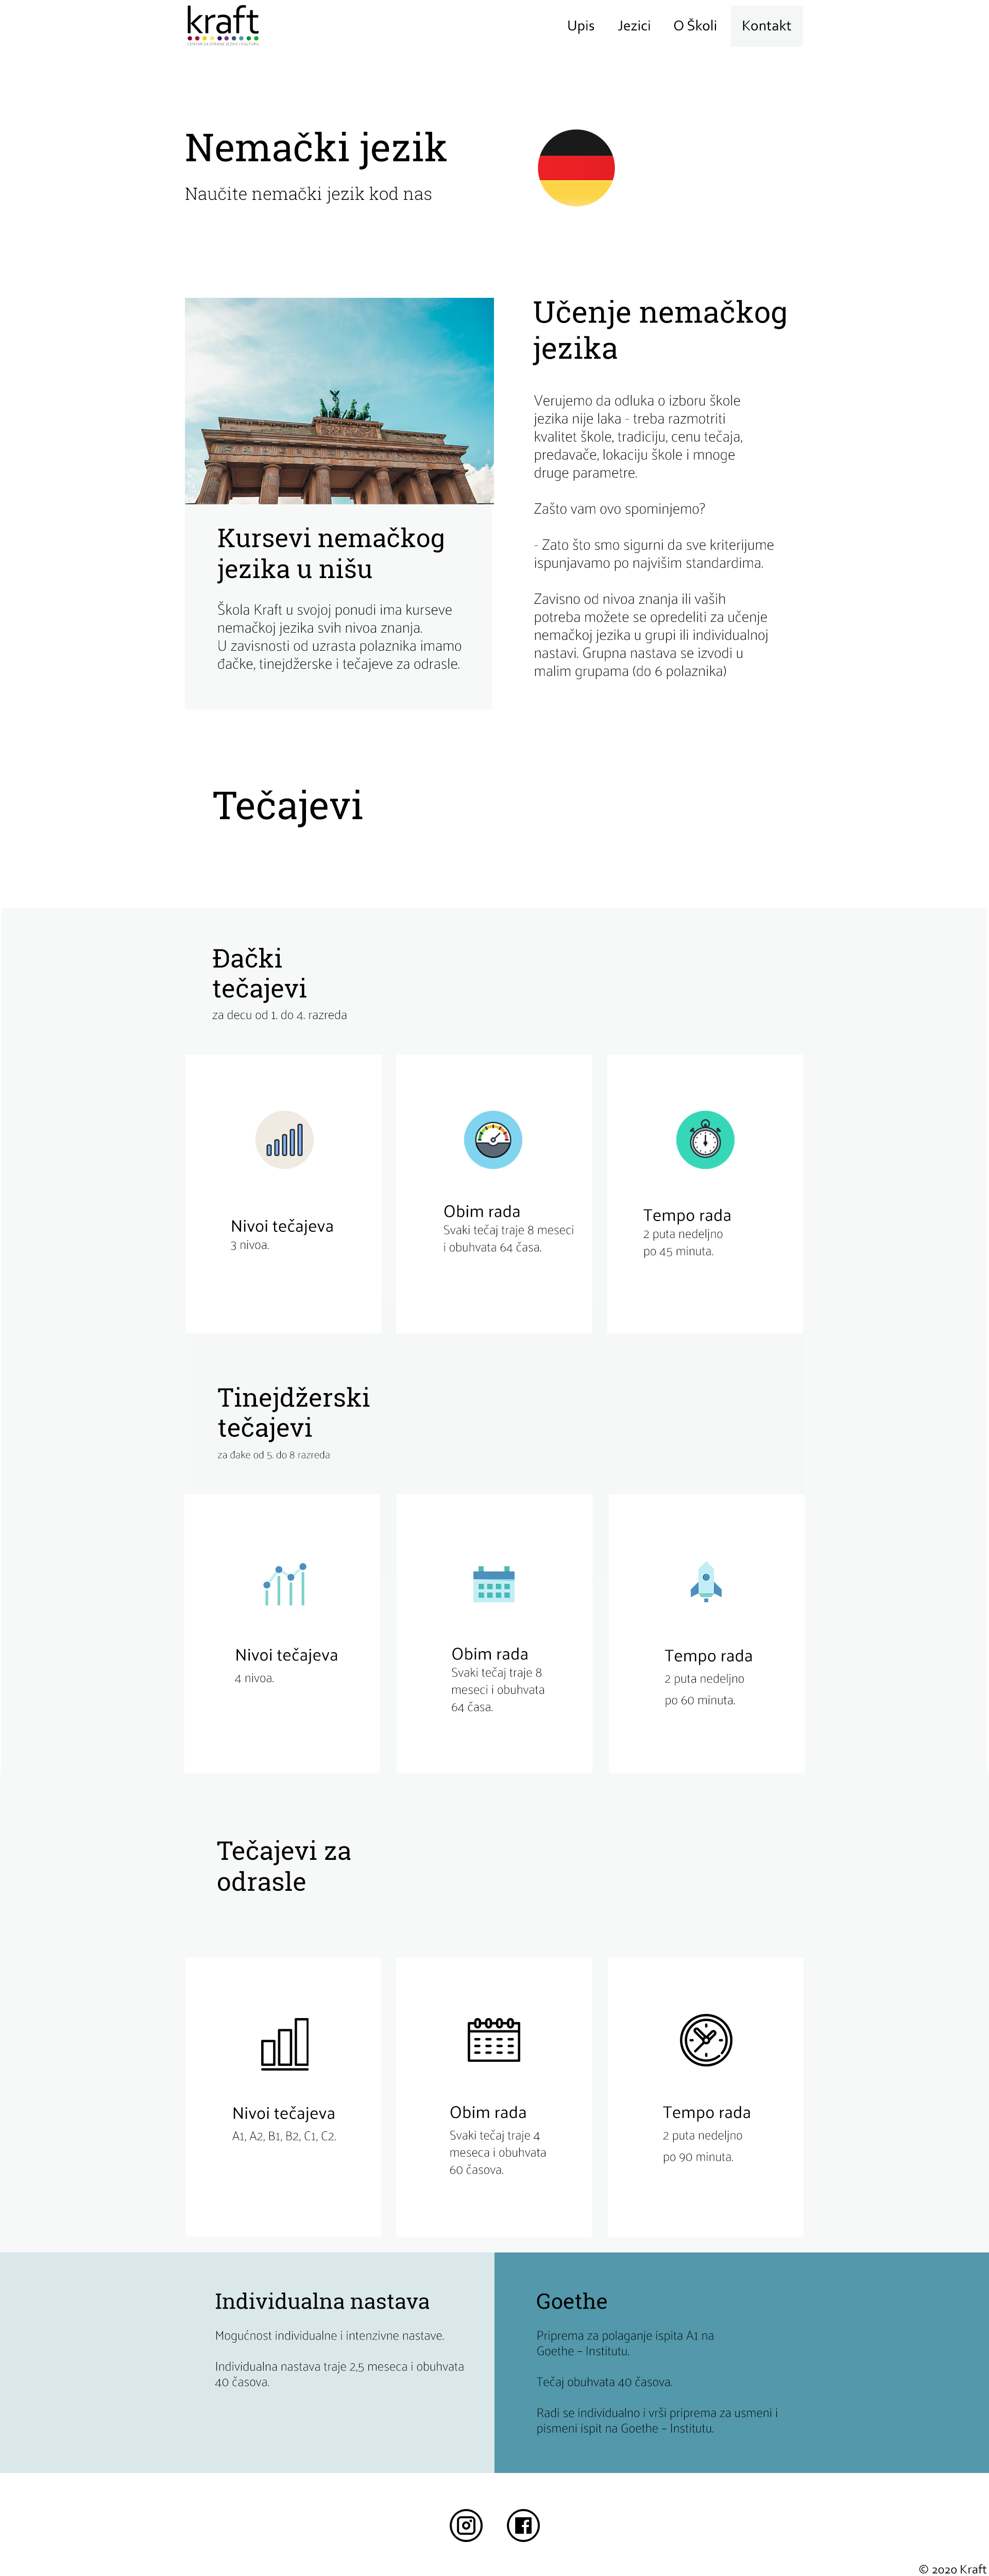 kraft
CENTAR ZA STRANE JEZIKE I KULTURU
Upis
Jezici
O Školi
Kontakt
Nemački jezik
Naučite nemački jezik kod nas
Kursevi nemačkog
jezika u nišu
Škola Kraft u svojoj ponudi ima kurseve
nemačkoj jezika svih nivoa znanja.
U zavisnosti od uzrasta polaznika imamo
đačke, tinejdžerske i tečajeve za odrasle.
Učenje nemačkog
jezika
Verujemo da odluka o izboru škole
jezika nije laka - treba razmotriti
kvalitet škole, tradiciju, cenu tečaja,
predavače, lokaciju škole i mnoge
druge parametre.
Zašto vam ovo spominjemo?
- Zato što smo sigurni da sve kriterijume
ispunjavamo po najvišim standardima.
Zavisno od nivoa znanja ili vaših
potreba možete se opredeliti za učenje
nemačkoj jezika u grupi ili individualnoj
nastavi. Grupna nastava se izvodi u
malim grupama (do 6 polaznika)
Tečajevi
Đački
tečajevi
za decu od 1. do 4. razreda
Nivoi tečajeva
3 nivoa.
Obim rada
Svaki tečaj traje 8 meseci
i obuhvata 64 časa.
Tempo rada
2 puta nedeljno
po 45 minuta.
Tinejdžerski
tečajevi
za đake od 5. do 8 razreda
Nivoi tečajeva
4 nivoa.
Obim rada
Svaki tečaj traje 8
meseci i obuhvata
64 časa.
Tempo rada
2 puta nedeljno
po 60 minuta.
Tečajevi za
odrasle
Nivoi tečajeva
A1, A2, B1, B2, C1, C2.
Obim rada
Svaki tečaj traje 4
meseca i obuhvata
60 časova.
Tempo rada
2 puta nedeljno
po 90 minuta.
Individualna nastava
Mogućnost individualne i intenzivne nastave.
Individualna nastava traje 2,5 meseca i obuhvata
40 časova.
Goethe
Priprema za polaganje ispita A1 na
Goethe – Institutu.
Tečaj obuhvata 40 časova.
Radi se individualno i vrši priprema za usmeni i
pismeni ispit na Goethe – Institutu.
© 2020 Kraft